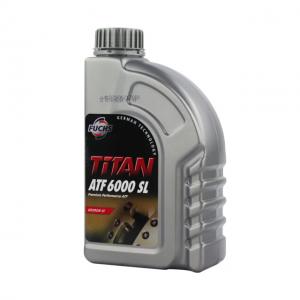 FUCHS
GERMAN TECHNOLOGY
TITAN
ATF 6000 SL
Premium Performance ATF